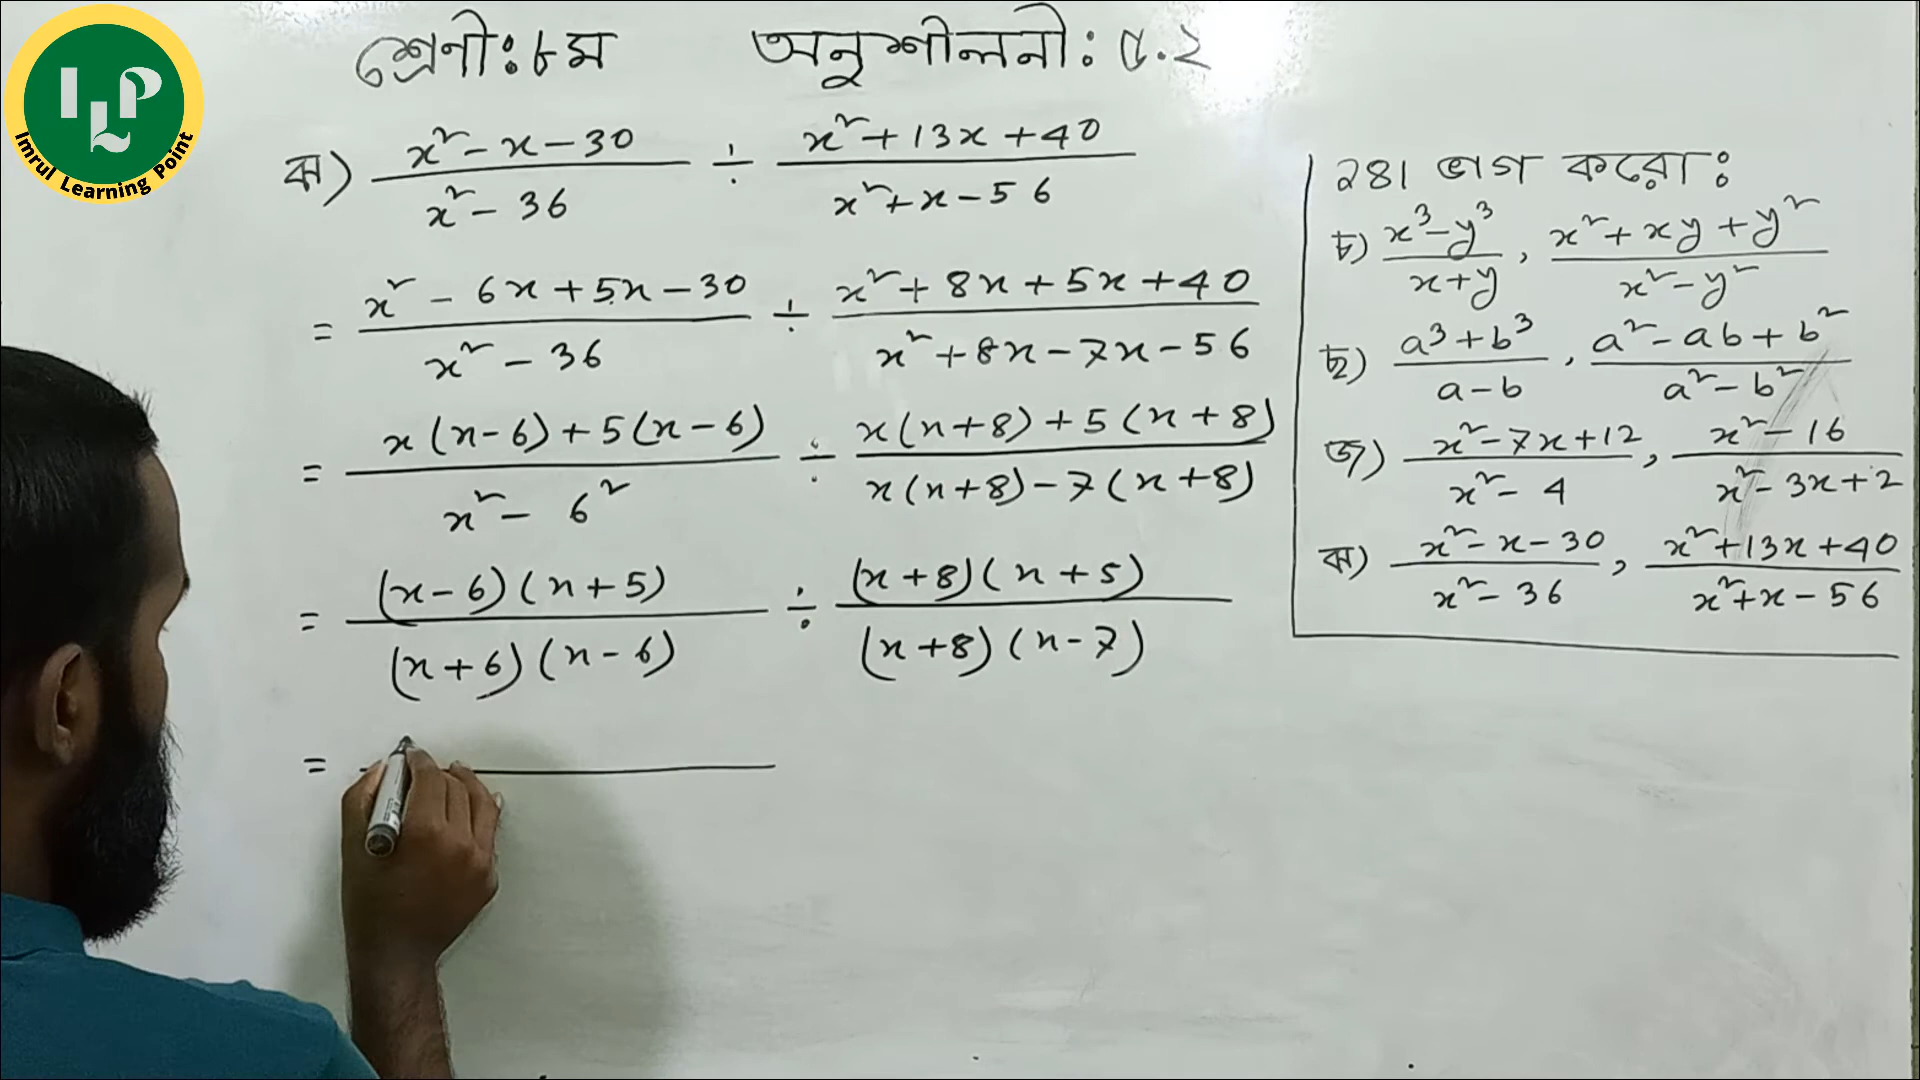 ILP
Imrul Learning Point
শ্রেনী: ৮ম অনুশীলনী: ৫.২
ঝ) (x² - x - 30)/(x² - 36) ÷ (x² + 13x + 40)/(x² + x - 56)
= (x² - 6x + 5x - 30)/(x² - 36) ÷ (x² + 8x + 5x + 40)/(x² + 8x - 7x - 56)
= (x(x-6) + 5(x-6))/(x² - 6²) ÷ (x(x+8) + 5(x+8))/(x(x+8) - 7(x+8))
= ((x-6)(x+5))/((x+6)(x-6)) ÷ ((x+8)(x+5))/((x+8)(x-7))
=
২৪। ভাগ করো:
চ) (x³ - y³)/(x+y), (x² + xy + y²)/(x² - y²)
ছ) (a³ + b³)/(a-b), (a² - ab + b²)/(a² - b²)
জ) (x² - 7x + 12)/(x² - 4), (x² - 16)/(x² - 3x + 2)
ঝ) (x² - x - 30)/(x² - 36), (x² + 13x + 40)/(x² + x - 56)